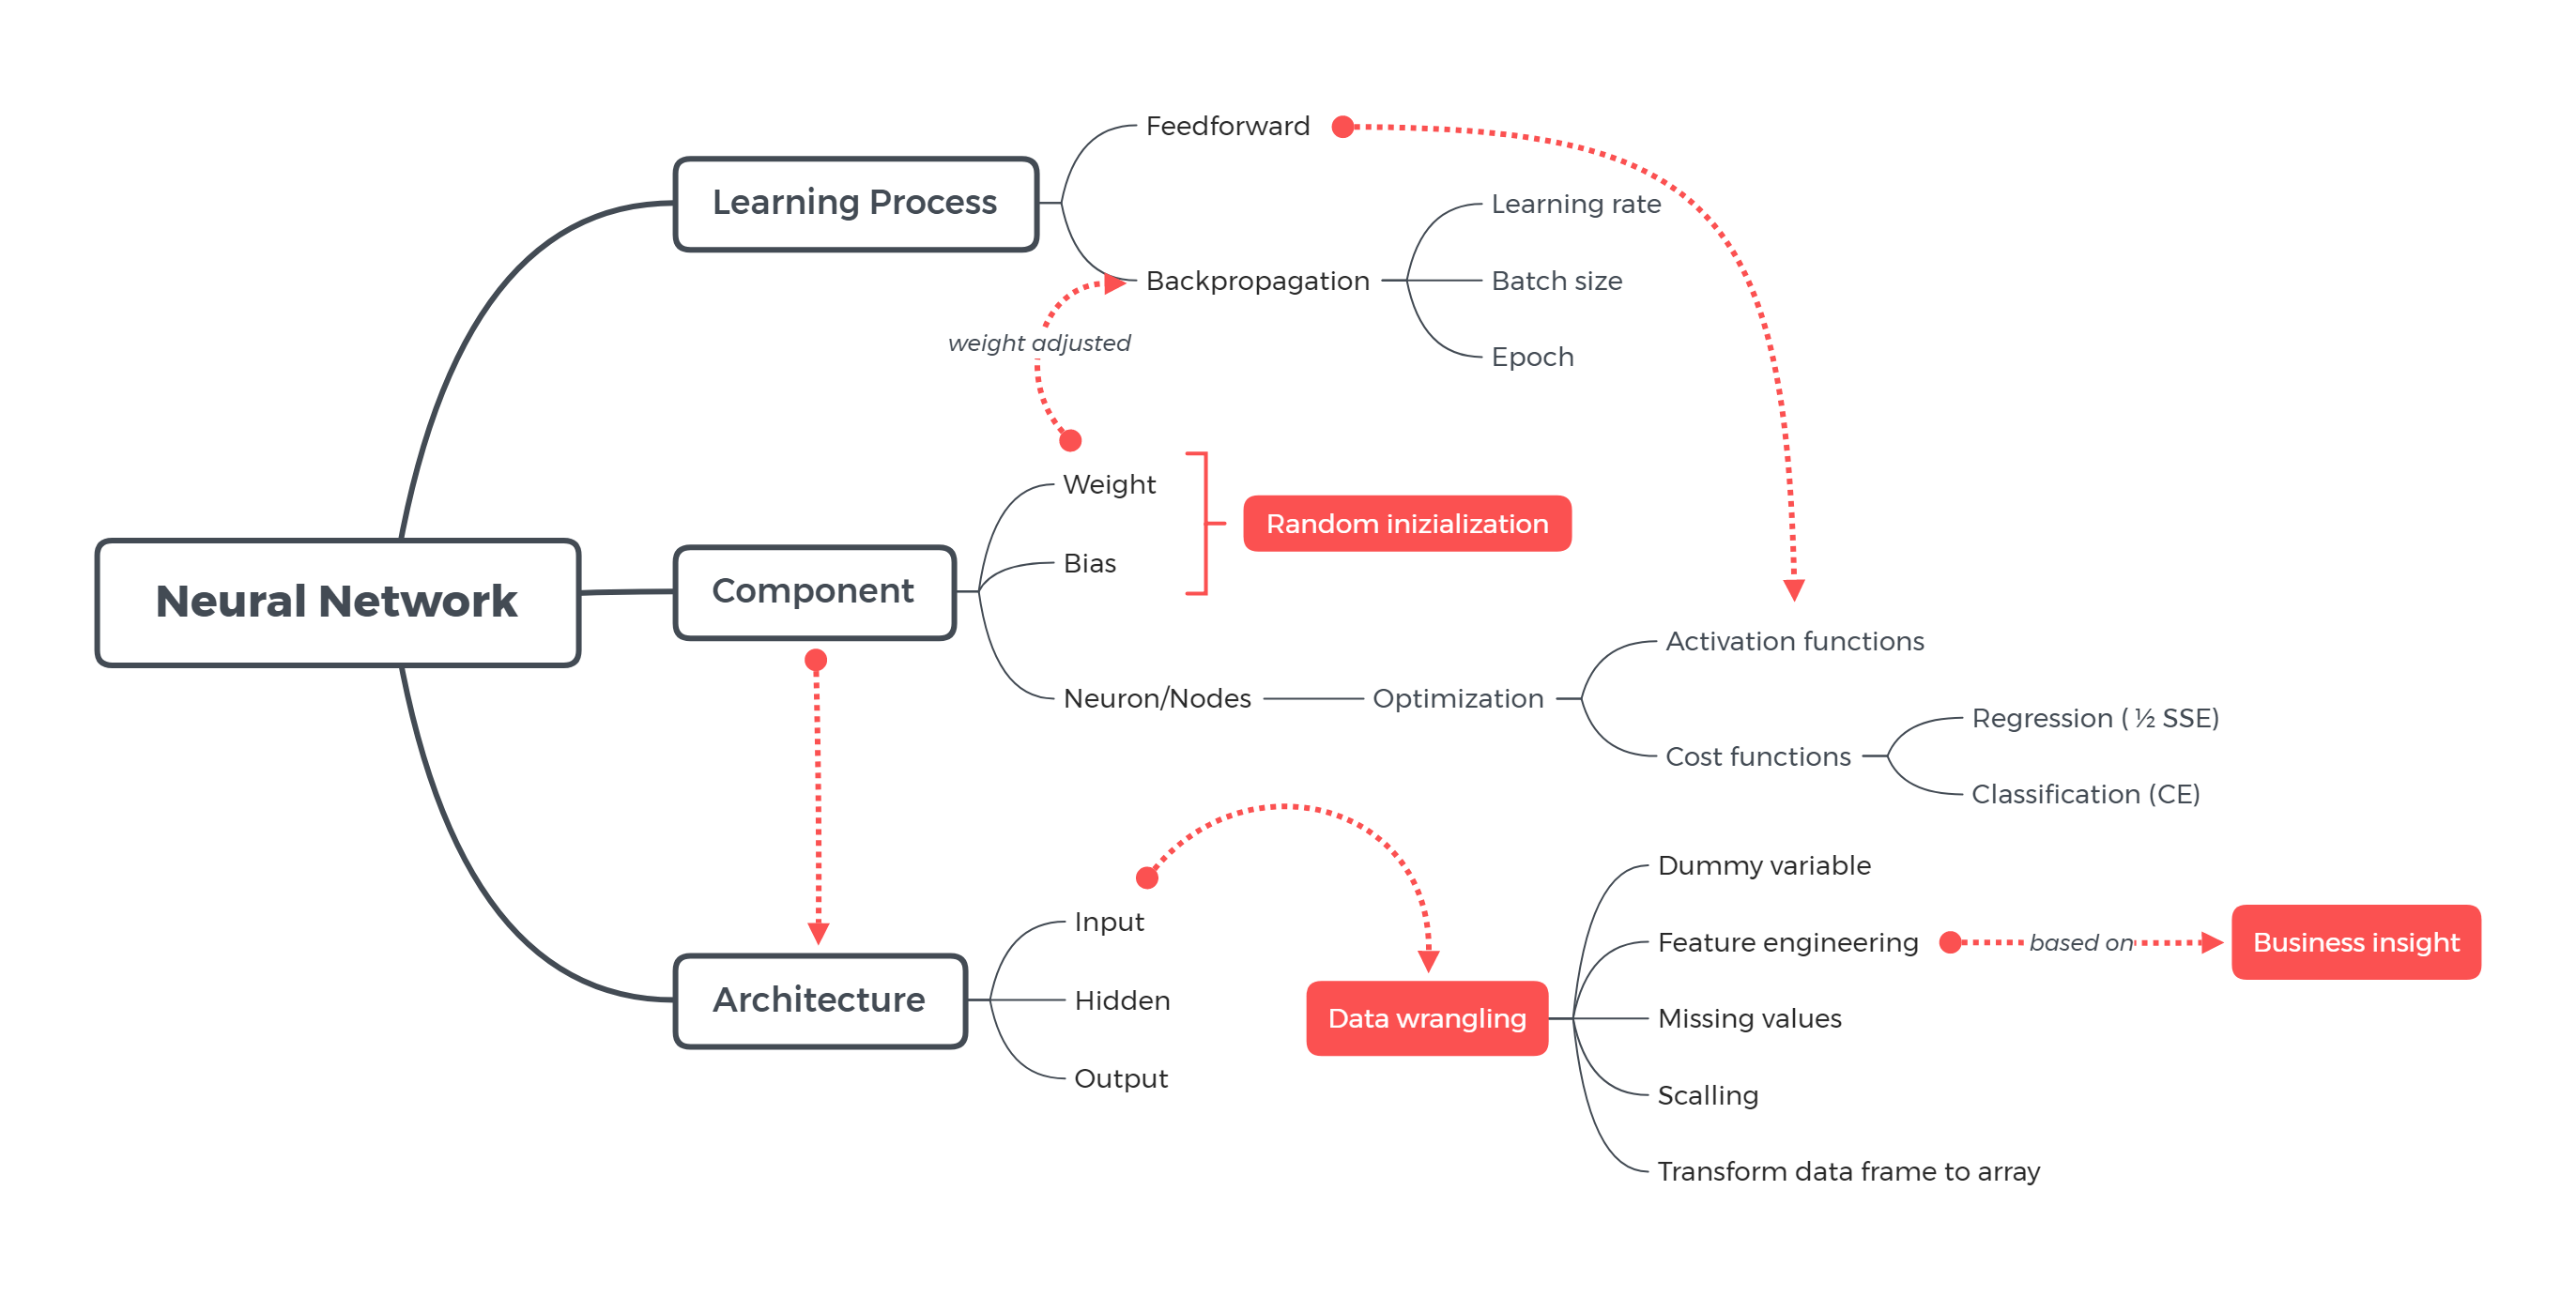 Feedforward
Learning Process
Learning rate
Backpropagation
Batch size
weight adjusted
Epoch
Weight
Random inizialization
Bias
Neural Network
Component
Activation functions
Neuron/Nodes
Optimization
Regression ( ½ SSE)
Cost functions
Classification (CE)
Dummy variable
Input
Feature engineering
based on
Business insight
Architecture
Hidden
Data wrangling
Missing values
Output
Scalling
Transform data frame to array